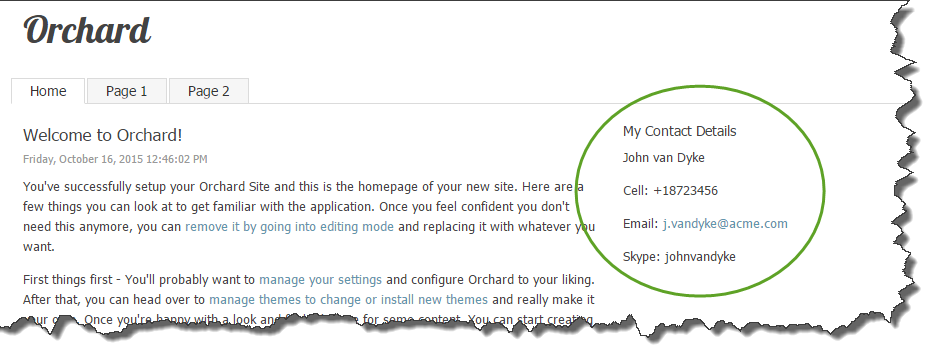 Orchard
Home Page 1 Page 2
Welcome to Orchard!
Friday, October 16, 2015 12:46:02 PM
You've successfully setup your Orchard Site and this is the homepage of your new site. Here are a
few things you can look at to get familiar with the application. Once you feel confident you don't
need this anymore, you can remove it by going into editing mode and replacing it with whatever you
want.
First things first - You'll probably want to manage your settings and configure Orchard to your liking.
After that, you can head over to manage themes to change or install new themes and really make it
your own. Once you're happy with a look and for some content. You can start creating
My Contact Details
John van Dyke
Cell: +18723456
Email: j.vandyke@acme.com
Skype: johnvandyke